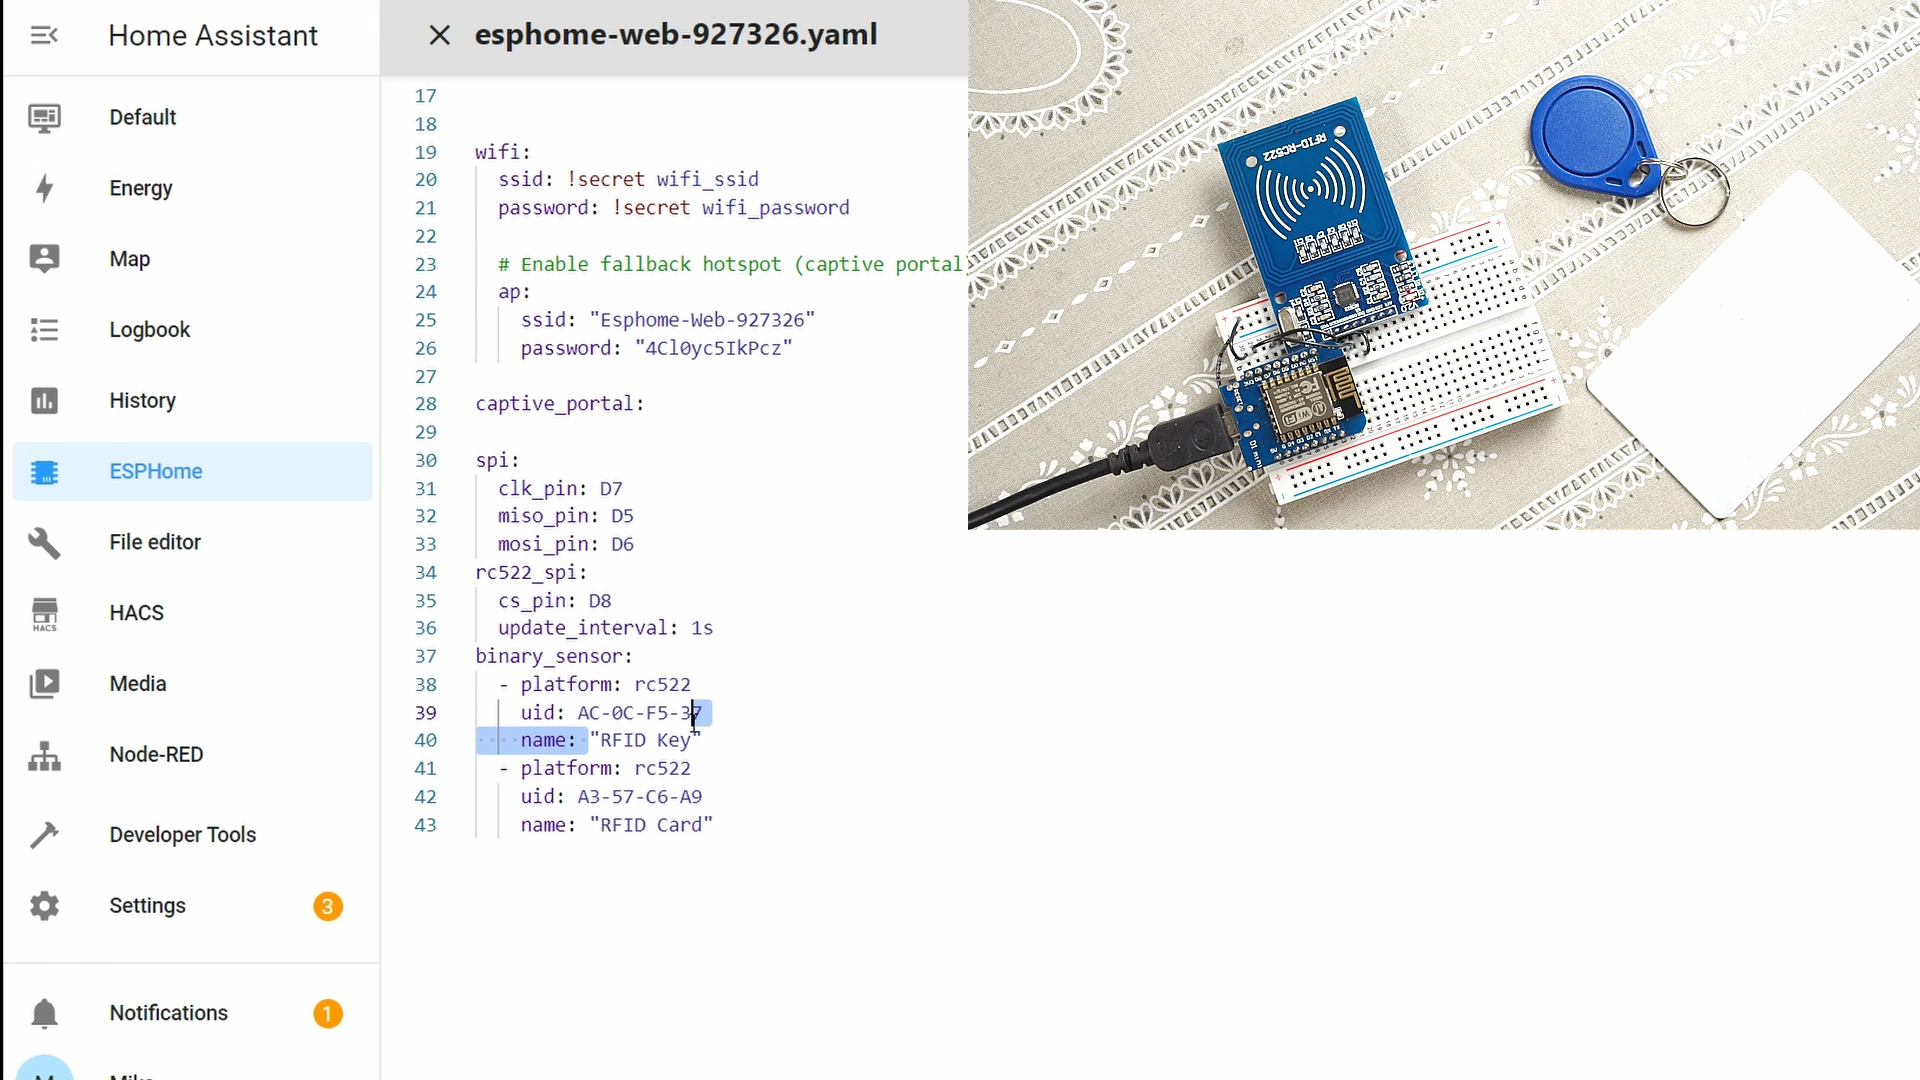 Home Assistant
Default
Energy
Map
Logbook
History
ESPHome
File editor
HACS
HACS
Media
Node-RED
Developer Tools
Settings 3
Notifications 1
esphome-web-927326.yaml
17
18
19 wifi:
20 ssid: !secret wifi_ssid
21 password: !secret wifi_password
22
23 # Enable fallback hotspot (captive portal
24 ap:
25 ssid: "Esphome-Web-927326"
26 password: "4Cl0yc5IkPcz"
27
28 captive_portal:
29
30 spi:
31 clk_pin: D7
32 miso_pin: D5
33 mosi_pin: D6
34 rc522_spi:
35 cs_pin: D8
36 update_interval: 1s
37 binary_sensor:
38 - platform: rc522
39 uid: AC-0C-F5-37
40 name: "RFID Key"
41 - platform: rc522
42 uid: A3-57-C6-A9
43 name: "RFID Card"
RFID-RC522
D1 mini
WiFi